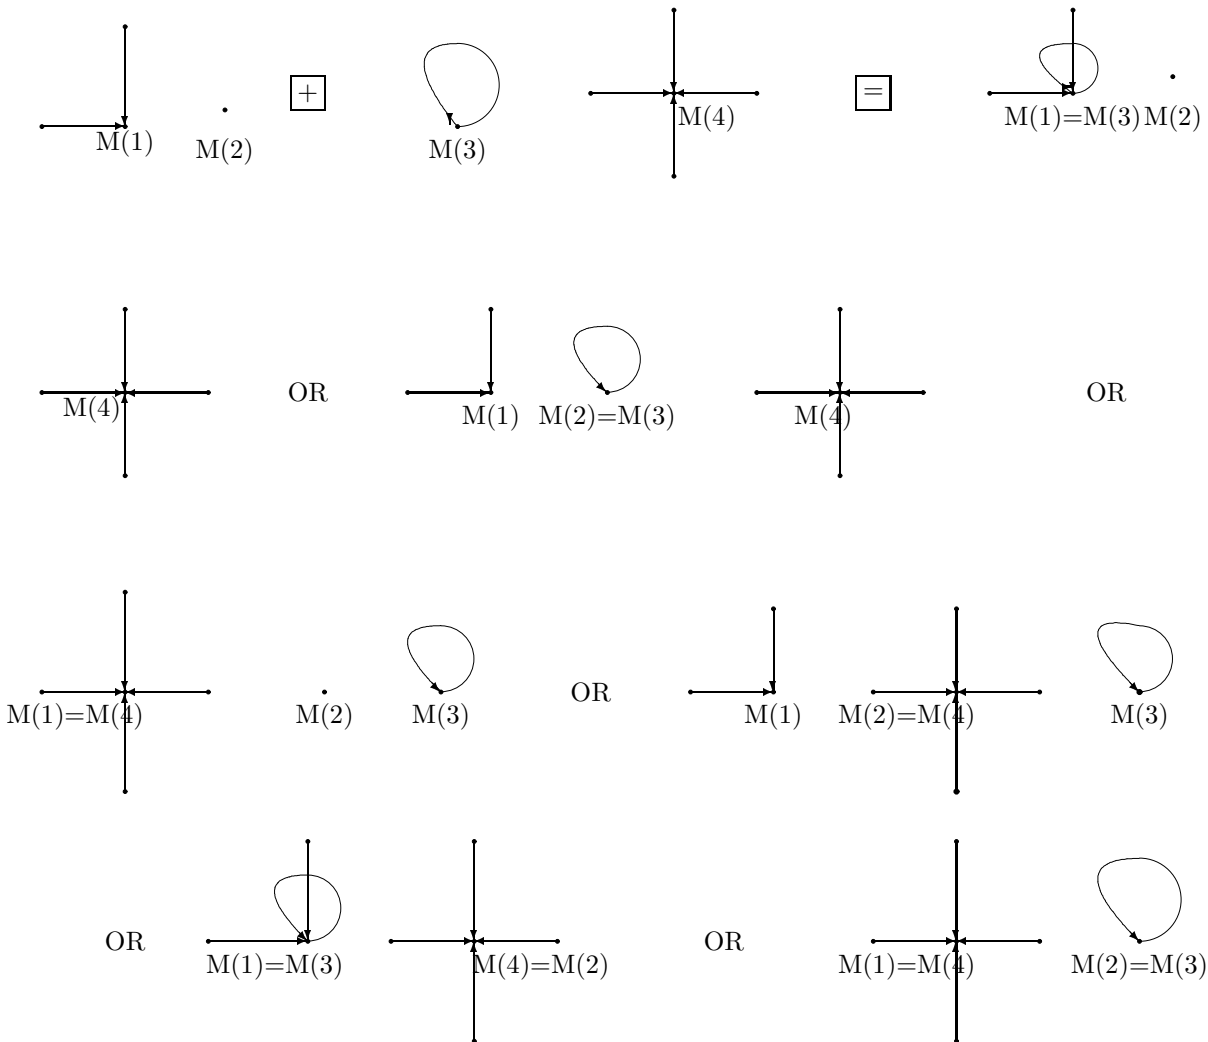 + = 
M(1) M(2) M(3) M(4) M(1)=M(3) M(2)
OR OR
M(4) M(1) M(2)=M(3) M(4)
OR
M(1)=M(4) M(2) M(3) M(1) M(2)=M(4) M(3)
OR OR
M(1)=M(3) M(4)=M(2) M(1)=M(4) M(2)=M(3)